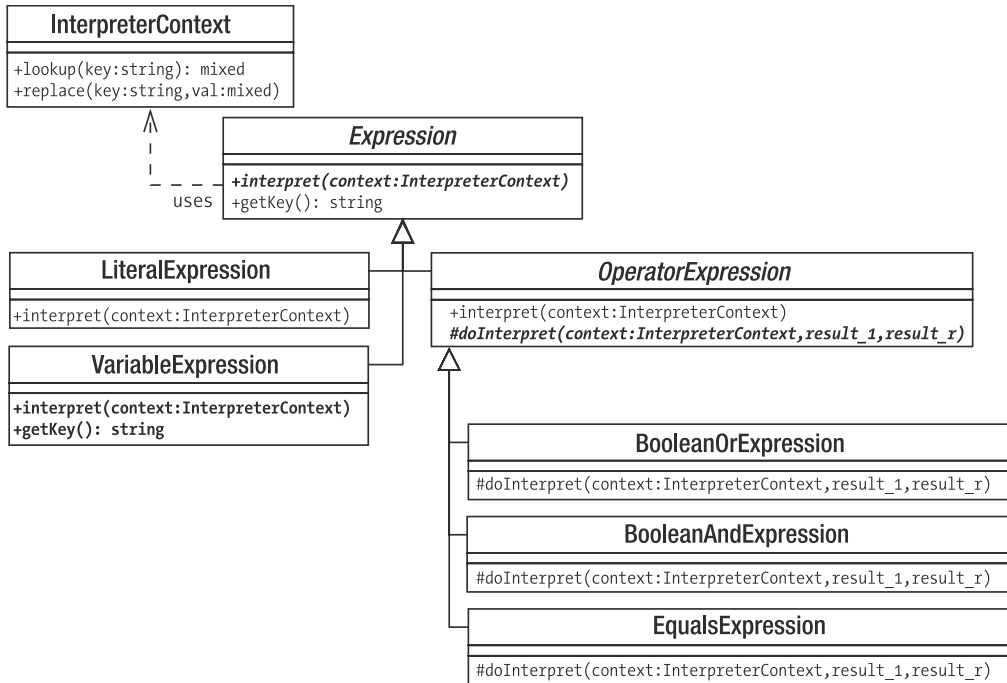 InterpreterContext
+lookup(key:string): mixed
+replace(key:string,val:mixed)
Expression
+interpret(context:InterpreterContext)
+getKey(): string
uses
LiteralExpression
+interpret(context:InterpreterContext)
OperatorExpression
+interpret(context:InterpreterContext)
#doInterpret(context:InterpreterContext,result_1,result_r)
VariableExpression
+interpret(context:InterpreterContext)
+getKey(): string
BooleanOrExpression
#doInterpret(context:InterpreterContext,result_1,result_r)
BooleanAndExpression
#doInterpret(context:InterpreterContext,result_1,result_r)
EqualsExpression
#doInterpret(context:InterpreterContext,result_1,result_r)